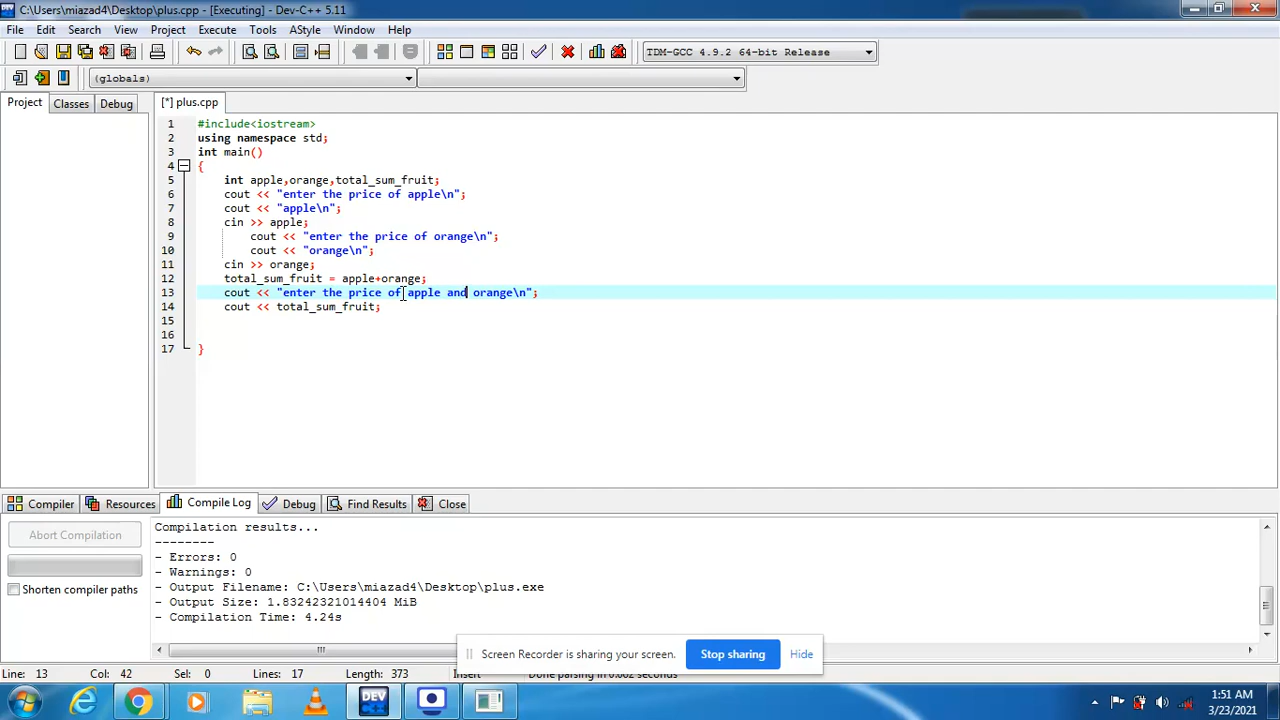 C:\Users\miazad4\Desktop\plus.cpp - [Executing] - Dev-C++ 5.11
File Edit Search View Project Execute Tools AStyle Window Help
TDM-GCC 4.9.2 64-bit Release
(globals)
Project Classes Debug [*] plus.cpp
1 #include<iostream>
2 using namespace std;
3 int main()
4 {
5 int apple,orange,total_sum_fruit;
6 cout << "enter the price of apple\n";
7 cout << "apple\n";
8 cin >> apple;
9 cout << "enter the price of orange\n";
10 cout << "orange\n";
11 cin >> orange;
12 total_sum_fruit = apple+orange;
13 cout << "enter the price of apple and orange\n";
14 cout << total_sum_fruit;
15
16
17 }
Compiler Resources Compile Log Debug Find Results Close
Abort Compilation
Shorten compiler paths
Compilation results...
--------
- Errors: 0
- Warnings: 0
- Output Filename: C:\Users\miazad4\Desktop\plus.exe
- Output Size: 1.83242321014404 MiB
- Compilation Time: 4.24s
Screen Recorder is sharing your screen. Stop sharing Hide
Line: 13 Col: 42 Sel: 0 Lines: 17 Length: 373 Insert Done parsing in 0.002 seconds
DEV C++
1:51 AM
3/23/2021